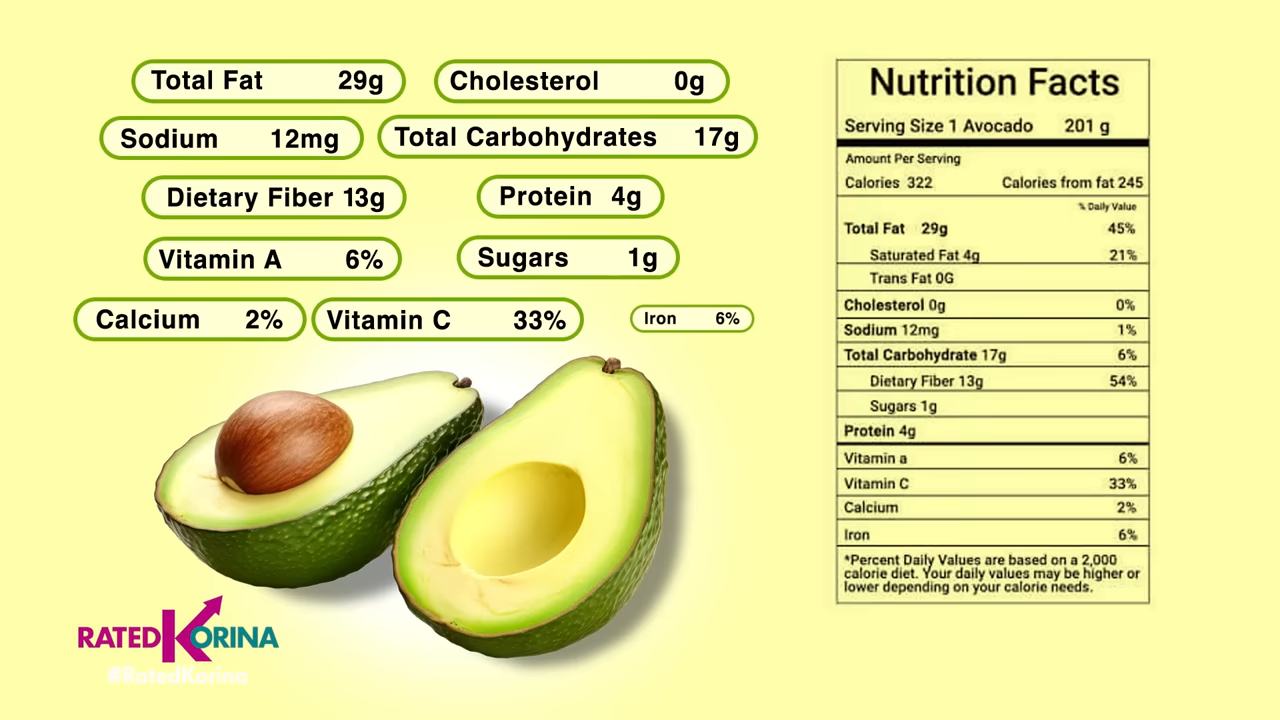 Total Fat 29g
Cholesterol 0g
Sodium 12mg
Total Carbohydrates 17g
Dietary Fiber 13g
Protein 4g
Vitamin A 6%
Sugars 1g
Calcium 2%
Vitamin C 33%
Iron 6%
RATED KORINA
#RatedKorina
Nutrition Facts
Serving Size 1 Avocado 201 g
Amount Per Serving
Calories 322 Calories from fat 245
% Daily Value
Total Fat 29g 45%
Saturated Fat 4g 21%
Trans Fat 0G
Cholesterol 0g 0%
Sodium 12mg 1%
Total Carbohydrate 17g 6%
Dietary Fiber 13g 54%
Sugars 1g
Protein 4g
Vitamin a 6%
Vitamin C 33%
Calcium 2%
Iron 6%
*Percent Daily Values are based on a 2,000
calorie diet. Your daily values may be higher or
lower depending on your calorie needs.